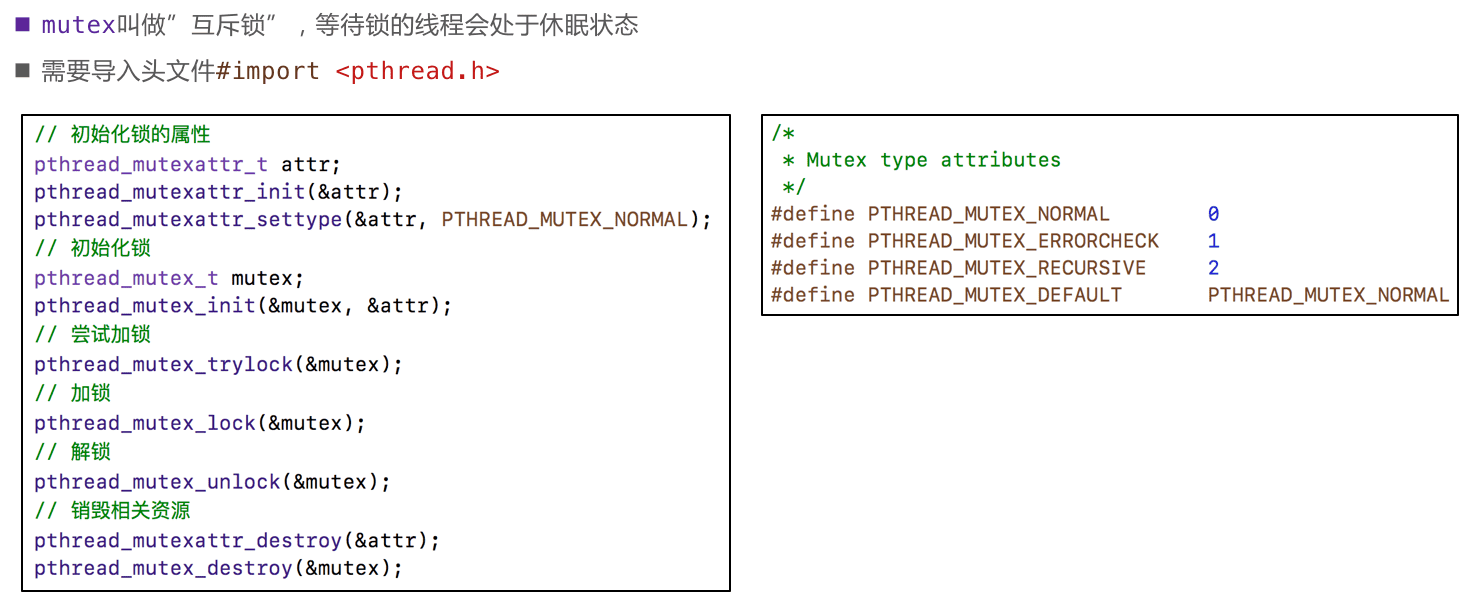 mutex叫做”互斥锁”，等待锁的线程会处于休眠状态
需要导入头文件#import <pthread.h>
// 初始化锁的属性
pthread_mutexattr_t attr;
pthread_mutexattr_init(&attr);
pthread_mutexattr_settype(&attr, PTHREAD_MUTEX_NORMAL);
// 初始化锁
pthread_mutex_t mutex;
pthread_mutex_init(&mutex, &attr);
// 尝试加锁
pthread_mutex_trylock(&mutex);
// 加锁
pthread_mutex_lock(&mutex);
// 解锁
pthread_mutex_unlock(&mutex);
// 销毁相关资源
pthread_mutexattr_destroy(&attr);
pthread_mutex_destroy(&mutex);
/*
 * Mutex type attributes
 */
#define PTHREAD_MUTEX_NORMAL 0
#define PTHREAD_MUTEX_ERRORCHECK 1
#define PTHREAD_MUTEX_RECURSIVE 2
#define PTHREAD_MUTEX_DEFAULT PTHREAD_MUTEX_NORMAL